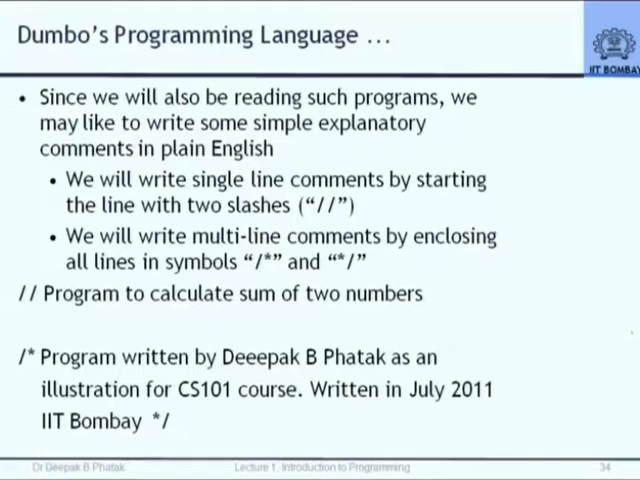 Dumbo's Programming Language …
IIT BOMBAY
• Since we will also be reading such programs, we
may like to write some simple explanatory
comments in plain English
• We will write single line comments by starting
the line with two slashes ("//")
• We will write multi-line comments by enclosing
all lines in symbols "/*" and "*/"
// Program to calculate sum of two numbers
/* Program written by Deeepak B Phatak as an
illustration for CS101 course. Written in July 2011
IIT Bombay */
Dr Deepak B Phatak Lecture 1. Introduction to Programming 34